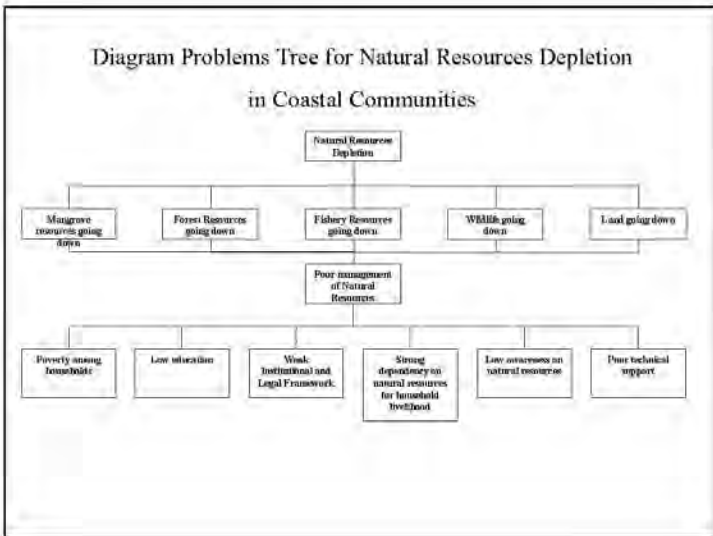 Diagram Problems Tree for Natural Resources Depletion
in Coastal Communities
Natural Resources
Depletion
Mangrove
resources going
down
Forest Resources
going down
Fishery Resources
going down
Wildlife going
down
Land going down
Poor management
of Natural
Resources
Poverty among
households
Low education
Weak
Institutional and
Legal Framework
Strong
dependency on
natural resources
for household
livelihood
Low awareness on
natural resources
Poor technical
support